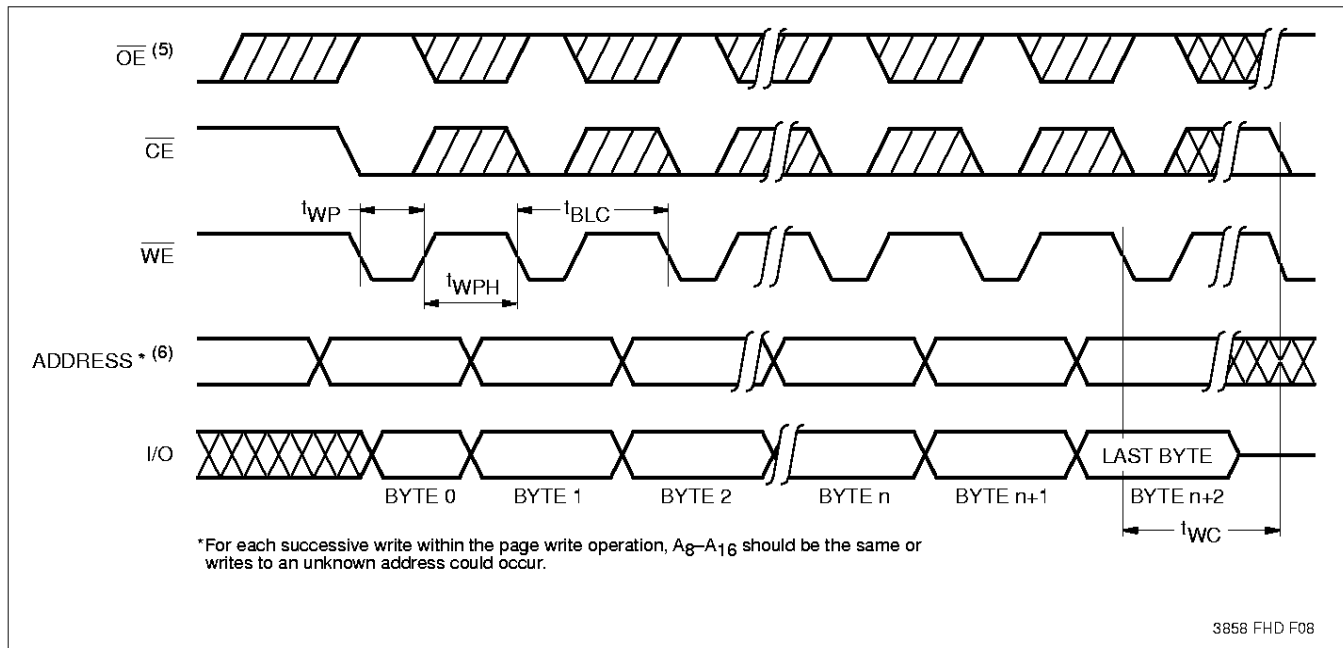 OE (5)
CE
tWP
tBLC
WE
tWPH
ADDRESS * (6)
I/O
LAST BYTE
BYTE 0 BYTE 1 BYTE 2 BYTE n BYTE n+1 BYTE n+2
tWC
*For each successive write within the page write operation, A8–A16 should be the same or
writes to an unknown address could occur.
3858 FHD F08